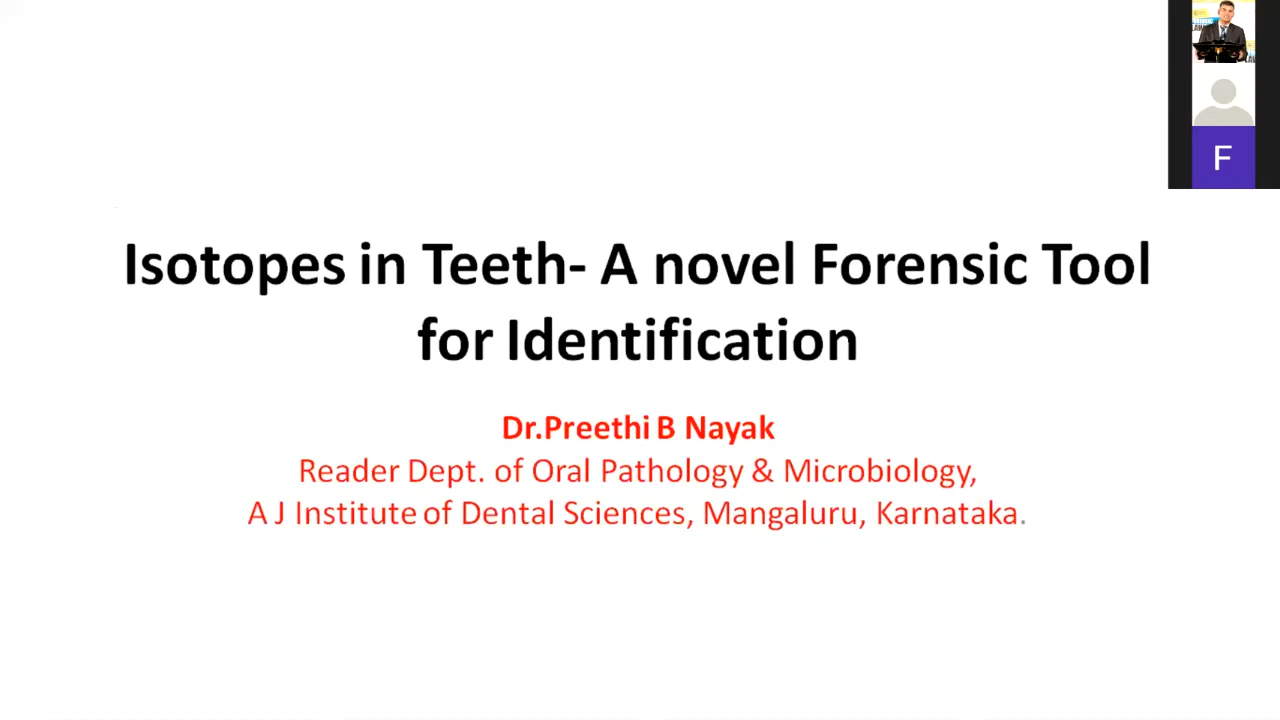 F
Isotopes in Teeth- A novel Forensic Tool
for Identification
Dr.Preethi B Nayak
Reader Dept. of Oral Pathology & Microbiology,
A J Institute of Dental Sciences, Mangaluru, Karnataka.